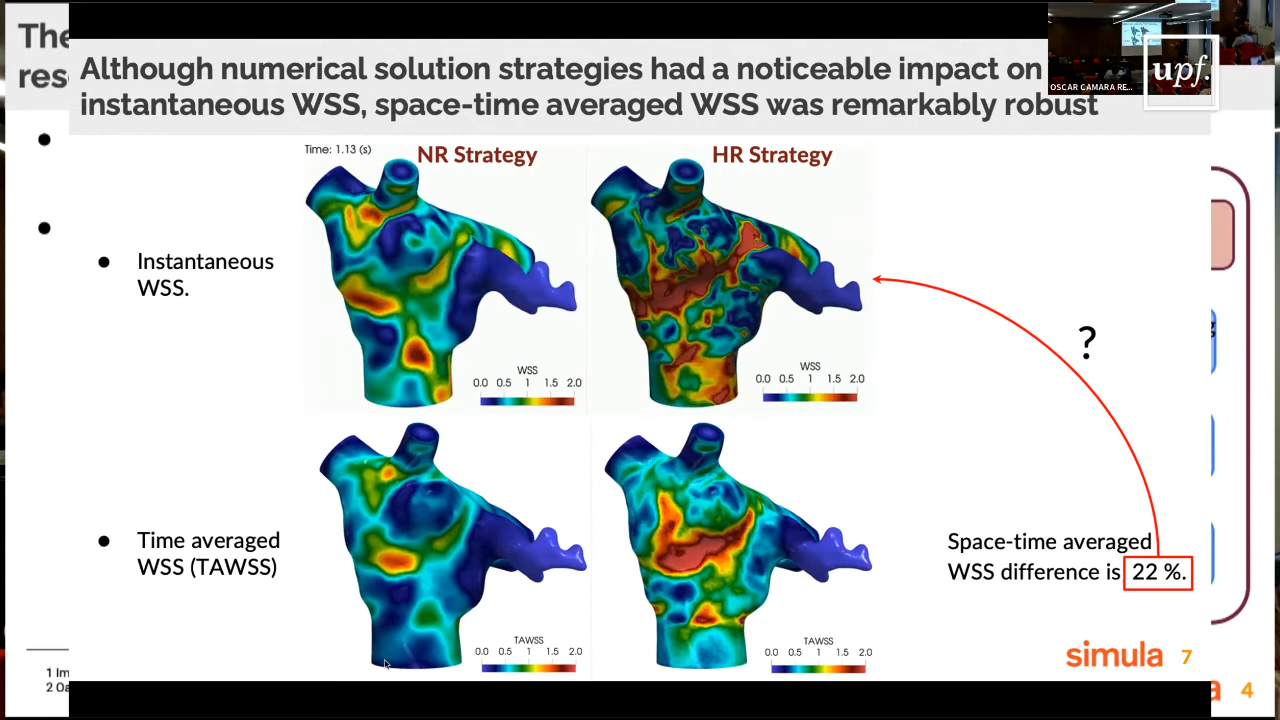 The
res
Although numerical solution strategies had a noticeable impact on
instantaneous WSS, space-time averaged WSS was remarkably robust
OSCAR CAMARA RE...
upf.
Time: 1.13 (s)
NR Strategy
HR Strategy
● Instantaneous
WSS.
WSS
0.0 0.5 1 1.5 2.0
WSS
0.0 0.5 1 1.5 2.0
?
● Time averaged
WSS (TAWSS)
Space-time averaged
WSS difference is 22 %.
TAWSS
0.0 0.5 1 1.5 2.0
TAWSS
0.0 0.5 1 1.5 2.0
simula 7
1 Im
2 Oa
a 4